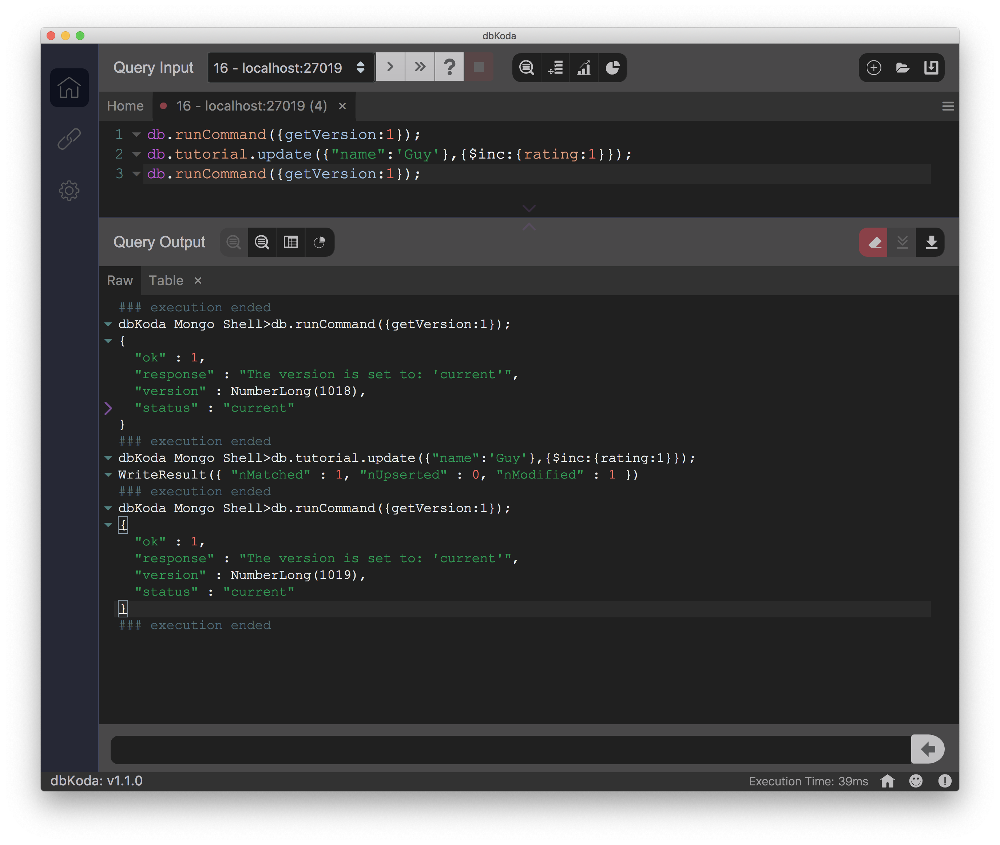 dbKoda
Query Input
16 - localhost:27019
Home
16 - localhost:27019 (4) ×
1 db.runCommand({getVersion:1});
2 db.tutorial.update({"name":'Guy'},{$inc:{rating:1}});
3 db.runCommand({getVersion:1});
Query Output
Raw
Table ×
### execution ended
dbKoda Mongo Shell>db.runCommand({getVersion:1});
{
"ok" : 1,
"response" : "The version is set to: 'current'",
"version" : NumberLong(1018),
"status" : "current"
}
### execution ended
dbKoda Mongo Shell>db.tutorial.update({"name":'Guy'},{$inc:{rating:1}});
WriteResult({ "nMatched" : 1, "nUpserted" : 0, "nModified" : 1 })
### execution ended
dbKoda Mongo Shell>db.runCommand({getVersion:1});
{
"ok" : 1,
"response" : "The version is set to: 'current'",
"version" : NumberLong(1019),
"status" : "current"
}
### execution ended
dbKoda: v1.1.0
Execution Time: 39ms